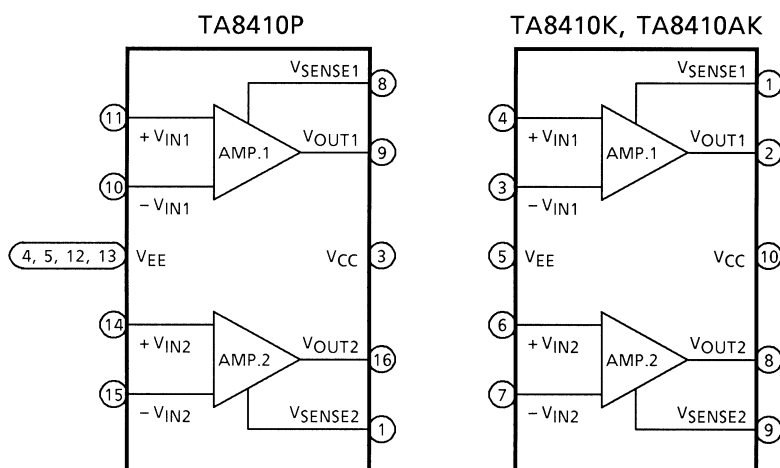 TA8410P
VSENSE1
8
11
+ VIN1
AMP.1
VOUT1
9
10
− VIN1
4, 5, 12, 13
VEE
VCC
3
14
+ VIN2
AMP.2
VOUT2
16
15
− VIN2
VSENSE2
1
TA8410K, TA8410AK
VSENSE1
1
4
+ VIN1
AMP.1
VOUT1
2
3
− VIN1
5
VEE
VCC
10
6
+ VIN2
AMP.2
VOUT2
8
7
− VIN2
VSENSE2
9